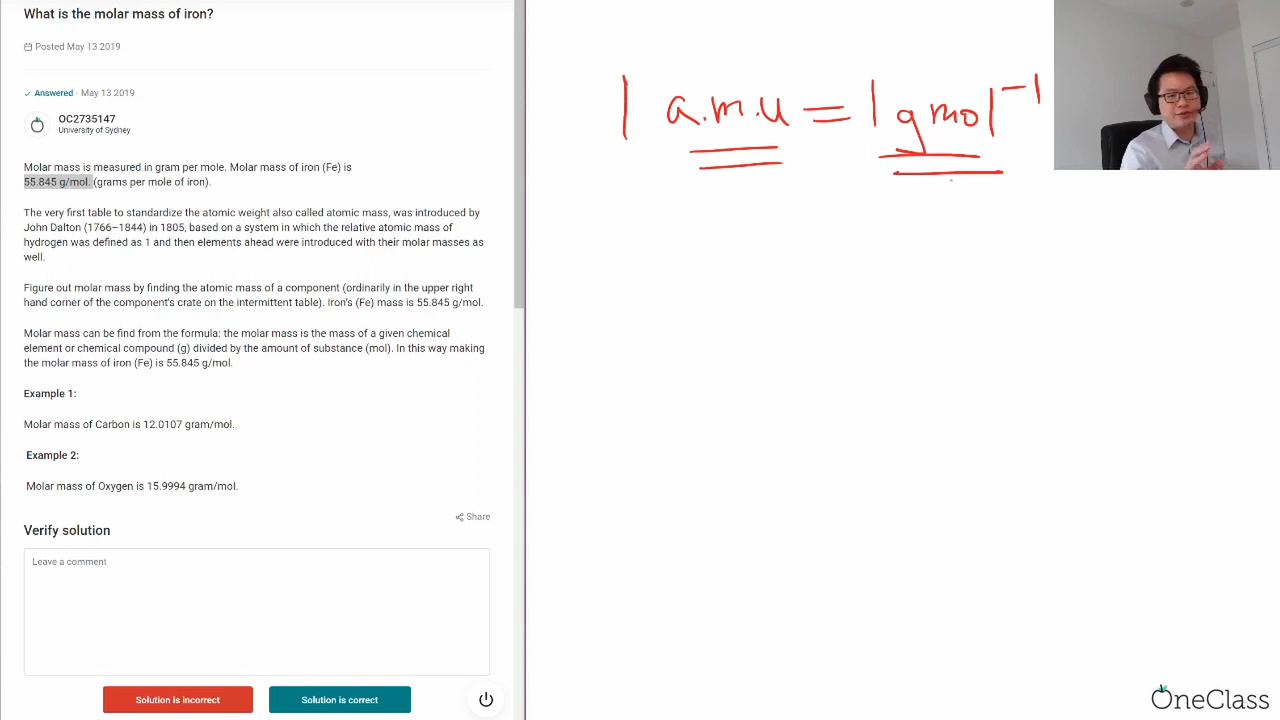 What is the molar mass of iron?
Posted May 13 2019
Answered - May 13 2019
OC2735147
University of Sydney
Molar mass is measured in gram per mole. Molar mass of iron (Fe) is
55.845 g/mol. (grams per mole of iron).
The very first table to standardize the atomic weight also called atomic mass, was introduced by
John Dalton (1766–1844) in 1805, based on a system in which the relative atomic mass of
hydrogen was defined as 1 and then elements ahead were introduced with their molar masses as
well.
Figure out molar mass by finding the atomic mass of a component (ordinarily in the upper right
hand corner of the component's crate on the intermittent table). Iron's (Fe) mass is 55.845 g/mol.
Molar mass can be find from the formula: the molar mass is the mass of a given chemical
element or chemical compound (g) divided by the amount of substance (mol). In this way making
the molar mass of iron (Fe) is 55.845 g/mol.
Example 1:
Molar mass of Carbon is 12.0107 gram/mol.
Example 2:
Molar mass of Oxygen is 15.9994 gram/mol.
Share
Verify solution
Leave a comment
Solution is incorrect
Solution is correct
1 a.m.u = 1 g mol⁻¹
OneClass